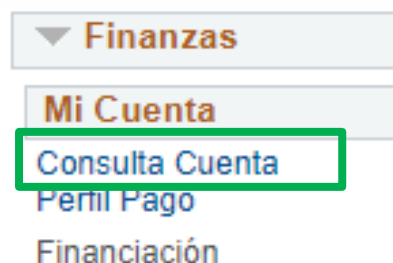 Finanzas
Mi Cuenta
Consulta Cuenta
Perfil Pago
Financiación